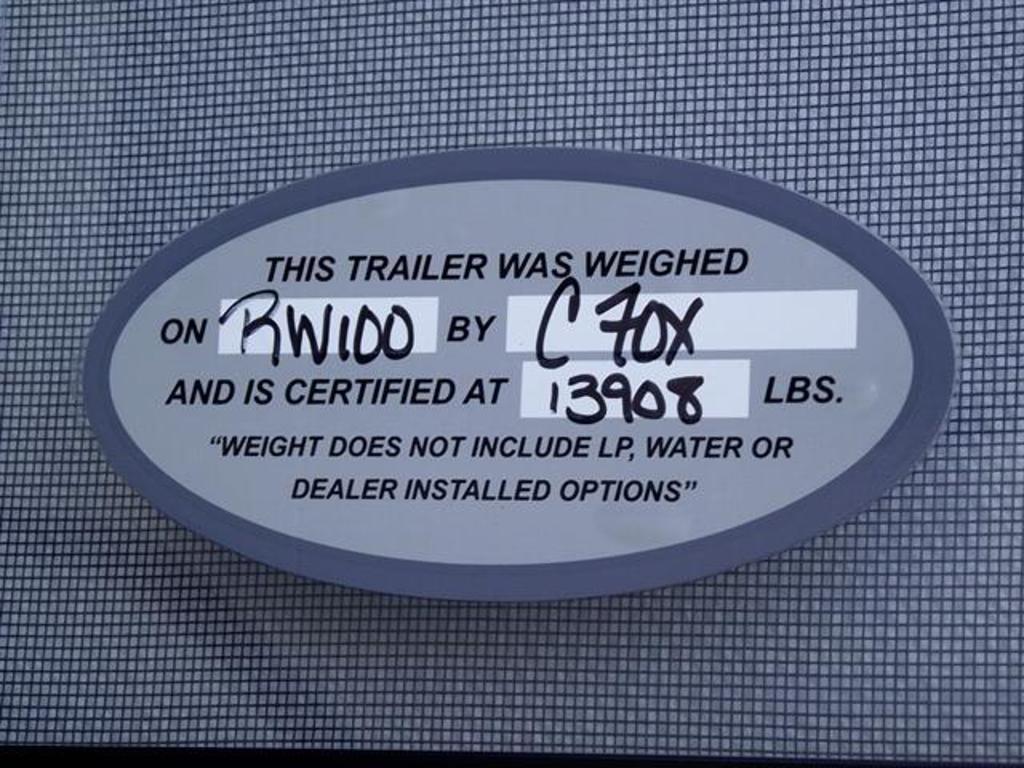 THIS TRAILER WAS WEIGHED
ON RW100 BY C FOX
AND IS CERTIFIED AT 13908 LBS.
"WEIGHT DOES NOT INCLUDE LP, WATER OR
DEALER INSTALLED OPTIONS"